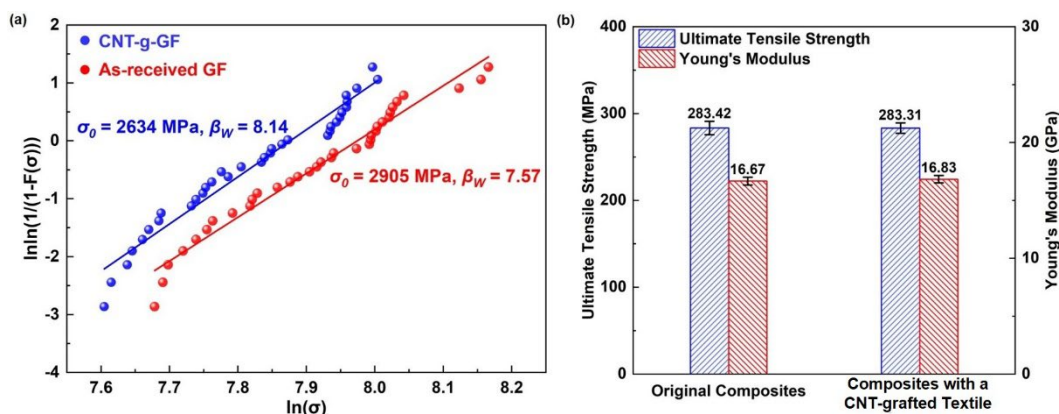 (a)
CNT-g-GF
As-received GF
σ0 = 2634 MPa, βW = 8.14
σ0 = 2905 MPa, βW = 7.57
lnln(1/(1-F(σ)))
2
1
0
-1
-2
-3
-4
7.5
7.6
7.7
7.8
7.9
8.0
8.1
8.2
ln(σ)
(b)
Ultimate Tensile Strength
Young's Modulus
Ultimate Tensile Strength (MPa)
400
300
200
100
0
283.42
16.67
283.31
16.83
Original Composites
Composites with a
CNT-grafted Textile
30
20
10
0
Young's Modulus (GPa)